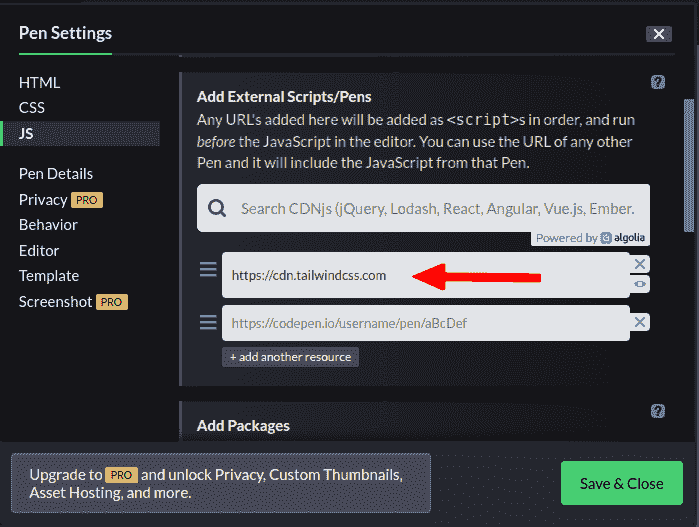 Pen Settings
HTML
CSS
JS
Pen Details
Privacy PRO
Behavior
Editor
Template
Screenshot PRO
Add External Scripts/Pens
Any URL's added here will be added as <script>s in order, and run
before the JavaScript in the editor. You can use the URL of any other
Pen and it will include the JavaScript from that Pen.
Search CDNjs (jQuery, Lodash, React, Angular, Vue.js, Ember.
Powered by algolia
https://cdn.tailwindcss.com
https://codepen.io/username/pen/aBcDef
+ add another resource
Add Packages
Upgrade to PRO and unlock Privacy, Custom Thumbnails,
Asset Hosting, and more.
Save & Close